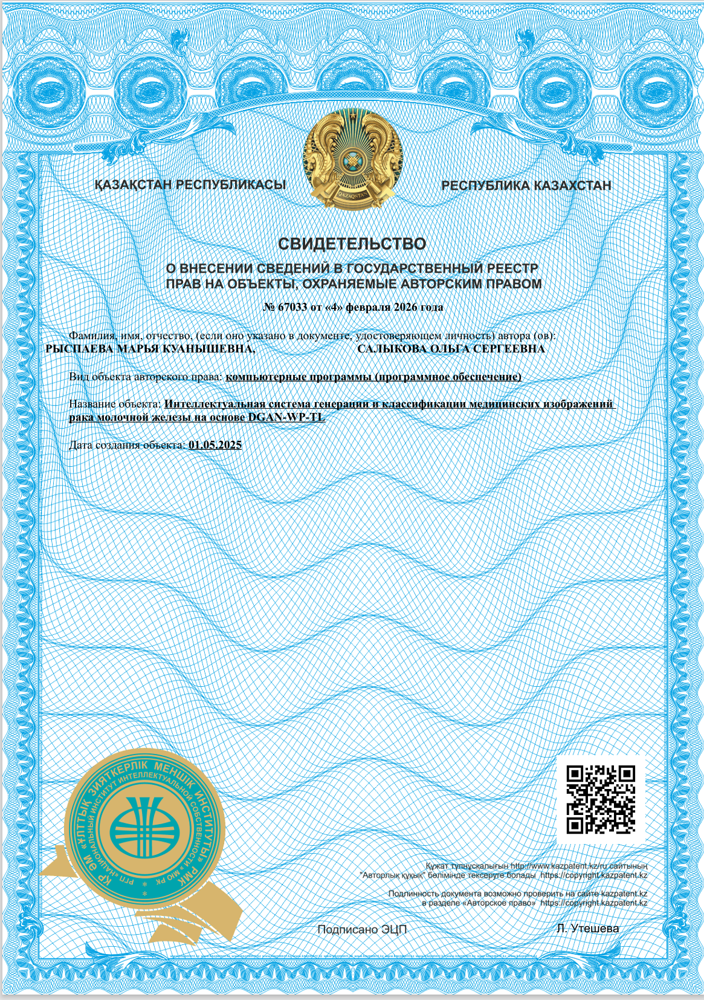 ҚАЗАҚСТАН РЕСПУБЛИКАСЫ
РЕСПУБЛИКА КАЗАХСТАН
QAZAQSTAN
СВИДЕТЕЛЬСТВО
О ВНЕСЕНИИ СВЕДЕНИЙ В ГОСУДАРСТВЕННЫЙ РЕЕСТР
ПРАВ НА ОБЪЕКТЫ, ОХРАНЯЕМЫЕ АВТОРСКИМ ПРАВОМ
№ 67033 от «4» февраля 2026 года
Фамилия, имя, отчество, (если оно указано в документе, удостоверяющем личность) автора (ов):
РЫСПАЕВА МАРЬЯ КУАНЫШЕВНА, САЛЫКОВА ОЛЬГА СЕРГЕЕВНА
Вид объекта авторского права: компьютерные программы (программное обеспечение)
Название объекта: Интеллектуальная система генерации и классификации медицинских изображений
рака молочной железы на основе DGAN-WP-TL
Дата создания объекта: 01.05.2025
ҚР ӘМ «ҰЛТТЫҚ ЗИЯТКЕРЛІК МЕНШІК ИНСТИТУТЫ» РМК
РГП «НАЦИОНАЛЬНЫЙ ИНСТИТУТ ИНТЕЛЛЕКТУАЛЬНОЙ СОБСТВЕННОСТИ» МЮ РК
Құжат түпнұсқалығын http://www.kazpatent.kz/ru сайтының
"Авторлық құқық" бөлімінде тексеруге болады https://copyright.kazpatent.kz
Подлинность документа возможно проверить на сайте kazpatent.kz
в разделе «Авторское право» https://copyright.kazpatent.kz
Подписано ЭЦП
Л. Утешева